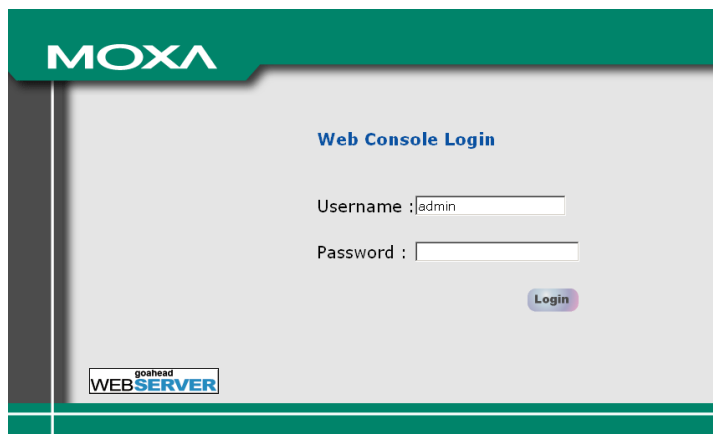 MOXA
Web Console Login
Username : admin
Password :
Login
goahead
WEBSERVER